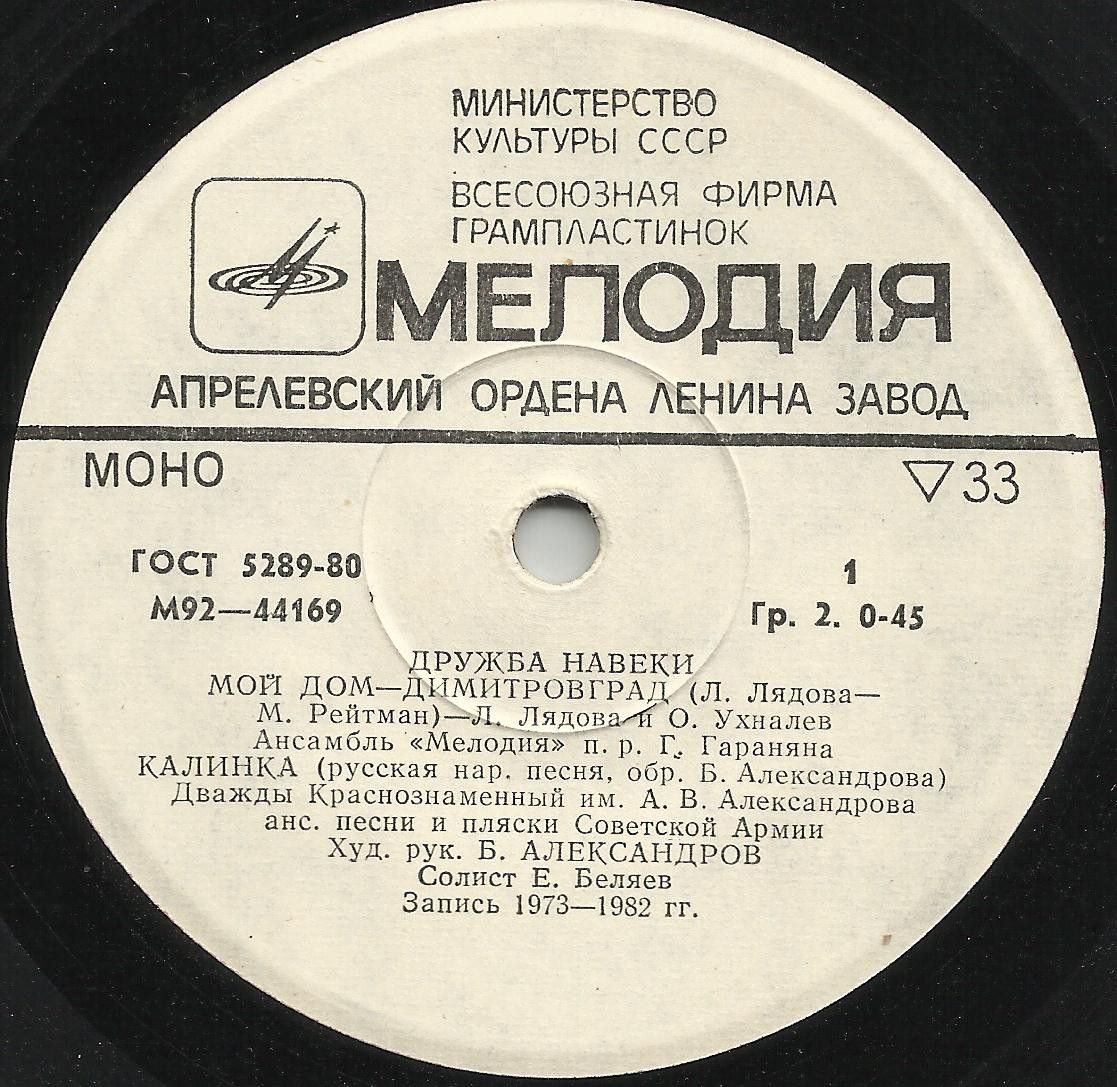 МИНИСТЕРСТВО
КУЛЬТУРЫ СССР
ВСЕСОЮЗНАЯ ФИРМА
ГРАМПЛАСТИНОК
МЕЛОДИЯ
АПРЕЛЕВСКИЙ ОРДЕНА ЛЕНИНА ЗАВОД
МОНО
▽33
ГОСТ 5289-80
М92—44169
1
Гр. 2. 0-45
ДРУЖБА НАВЕКИ
МОЙ ДОМ—ДИМИТРОВГРАД (Л. Лядова—
М. Рейтман)—Л. Лядова и О. Ухналев
Ансамбль «Мелодия» п. р. Г. Гараняна
КАЛИНКА (русская нар. песня, обр. Б. Александрова)
Дважды Краснознаменный им. А. В. Александрова
анс. песни и пляски Советской Армии
Худ. рук. Б. АЛЕКСАНДРОВ
Солист Е. Беляев
Запись 1973—1982 гг.